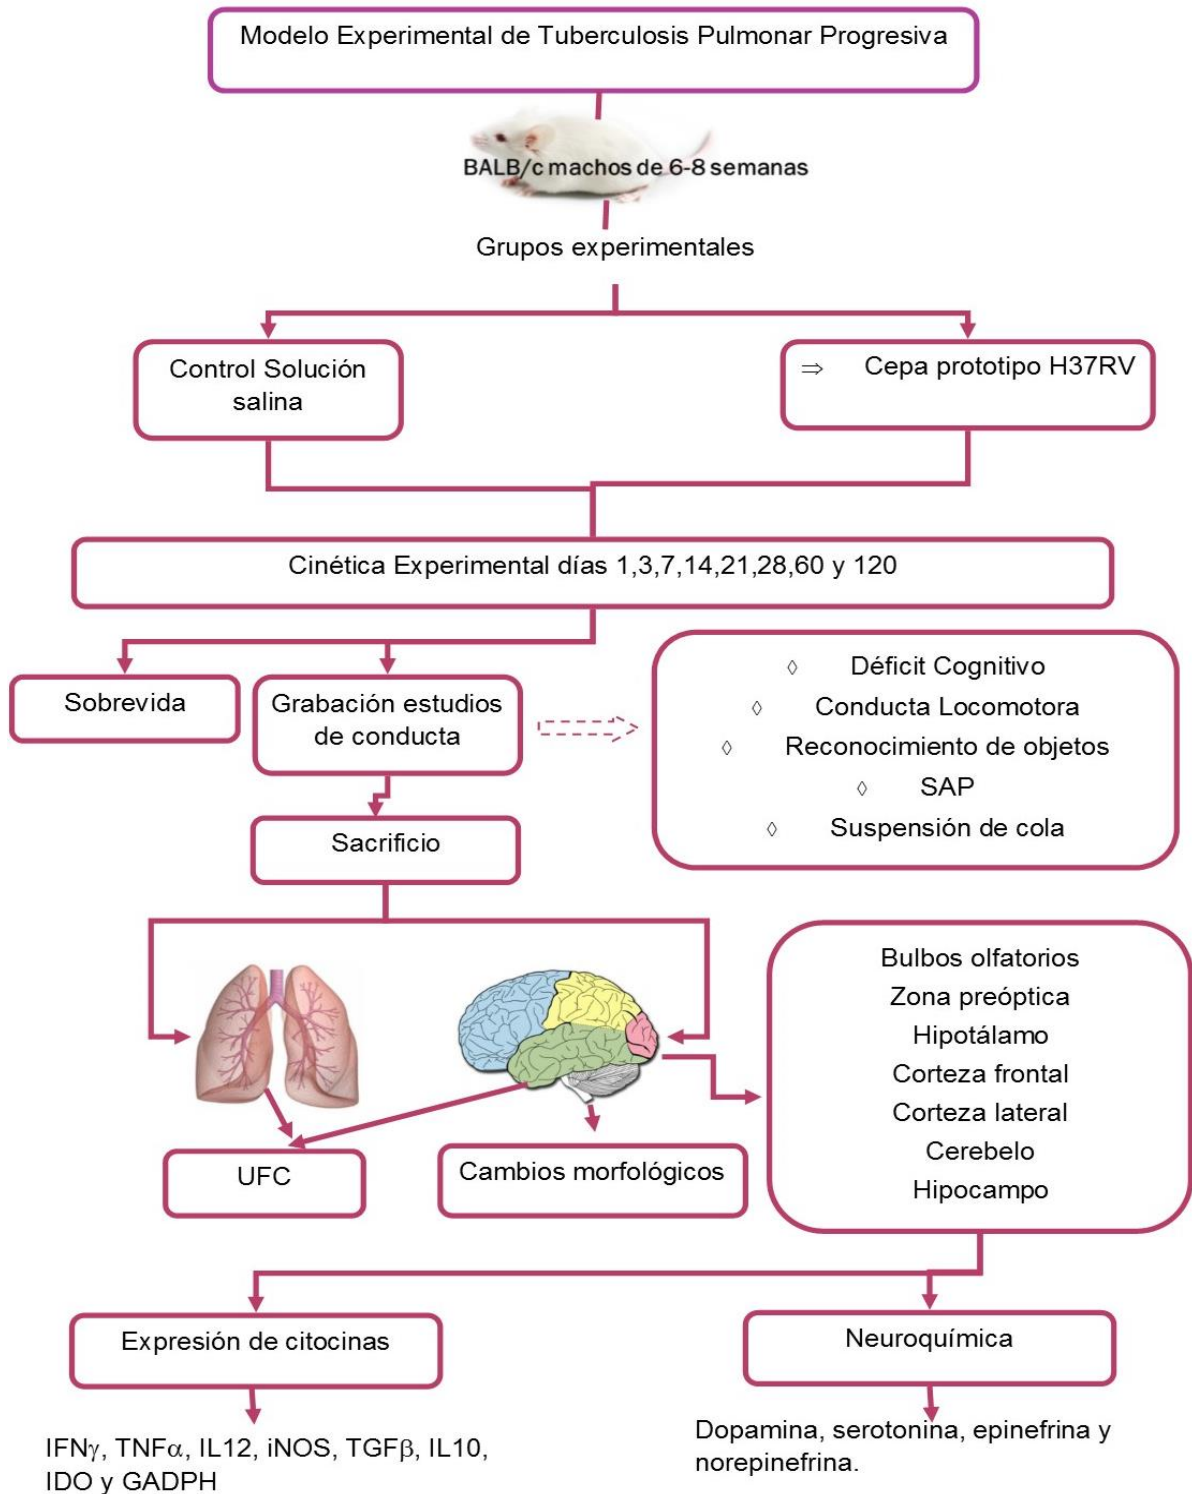 Modelo Experimental de Tuberculosis Pulmonar Progresiva
BALB/c machos de 6-8 semanas
Grupos experimentales
Control Solución
salina
⇒ Cepa prototipo H37RV
Cinética Experimental días 1,3,7,14,21,28,60 y 120
Sobrevida
Grabación estudios
de conducta
◊ Déficit Cognitivo
◊ Conducta Locomotora
◊ Reconocimiento de objetos
◊ SAP
◊ Suspensión de cola
Sacrificio
Bulbos olfatorios
Zona preóptica
Hipotálamo
Corteza frontal
Corteza lateral
Cerebelo
Hipocampo
UFC
Cambios morfológicos
Expresión de citocinas
Neuroquímica
IFNγ, TNFα, IL12, iNOS, TGFβ, IL10,
IDO y GADPH
Dopamina, serotonina, epinefrina y
norepinefrina.